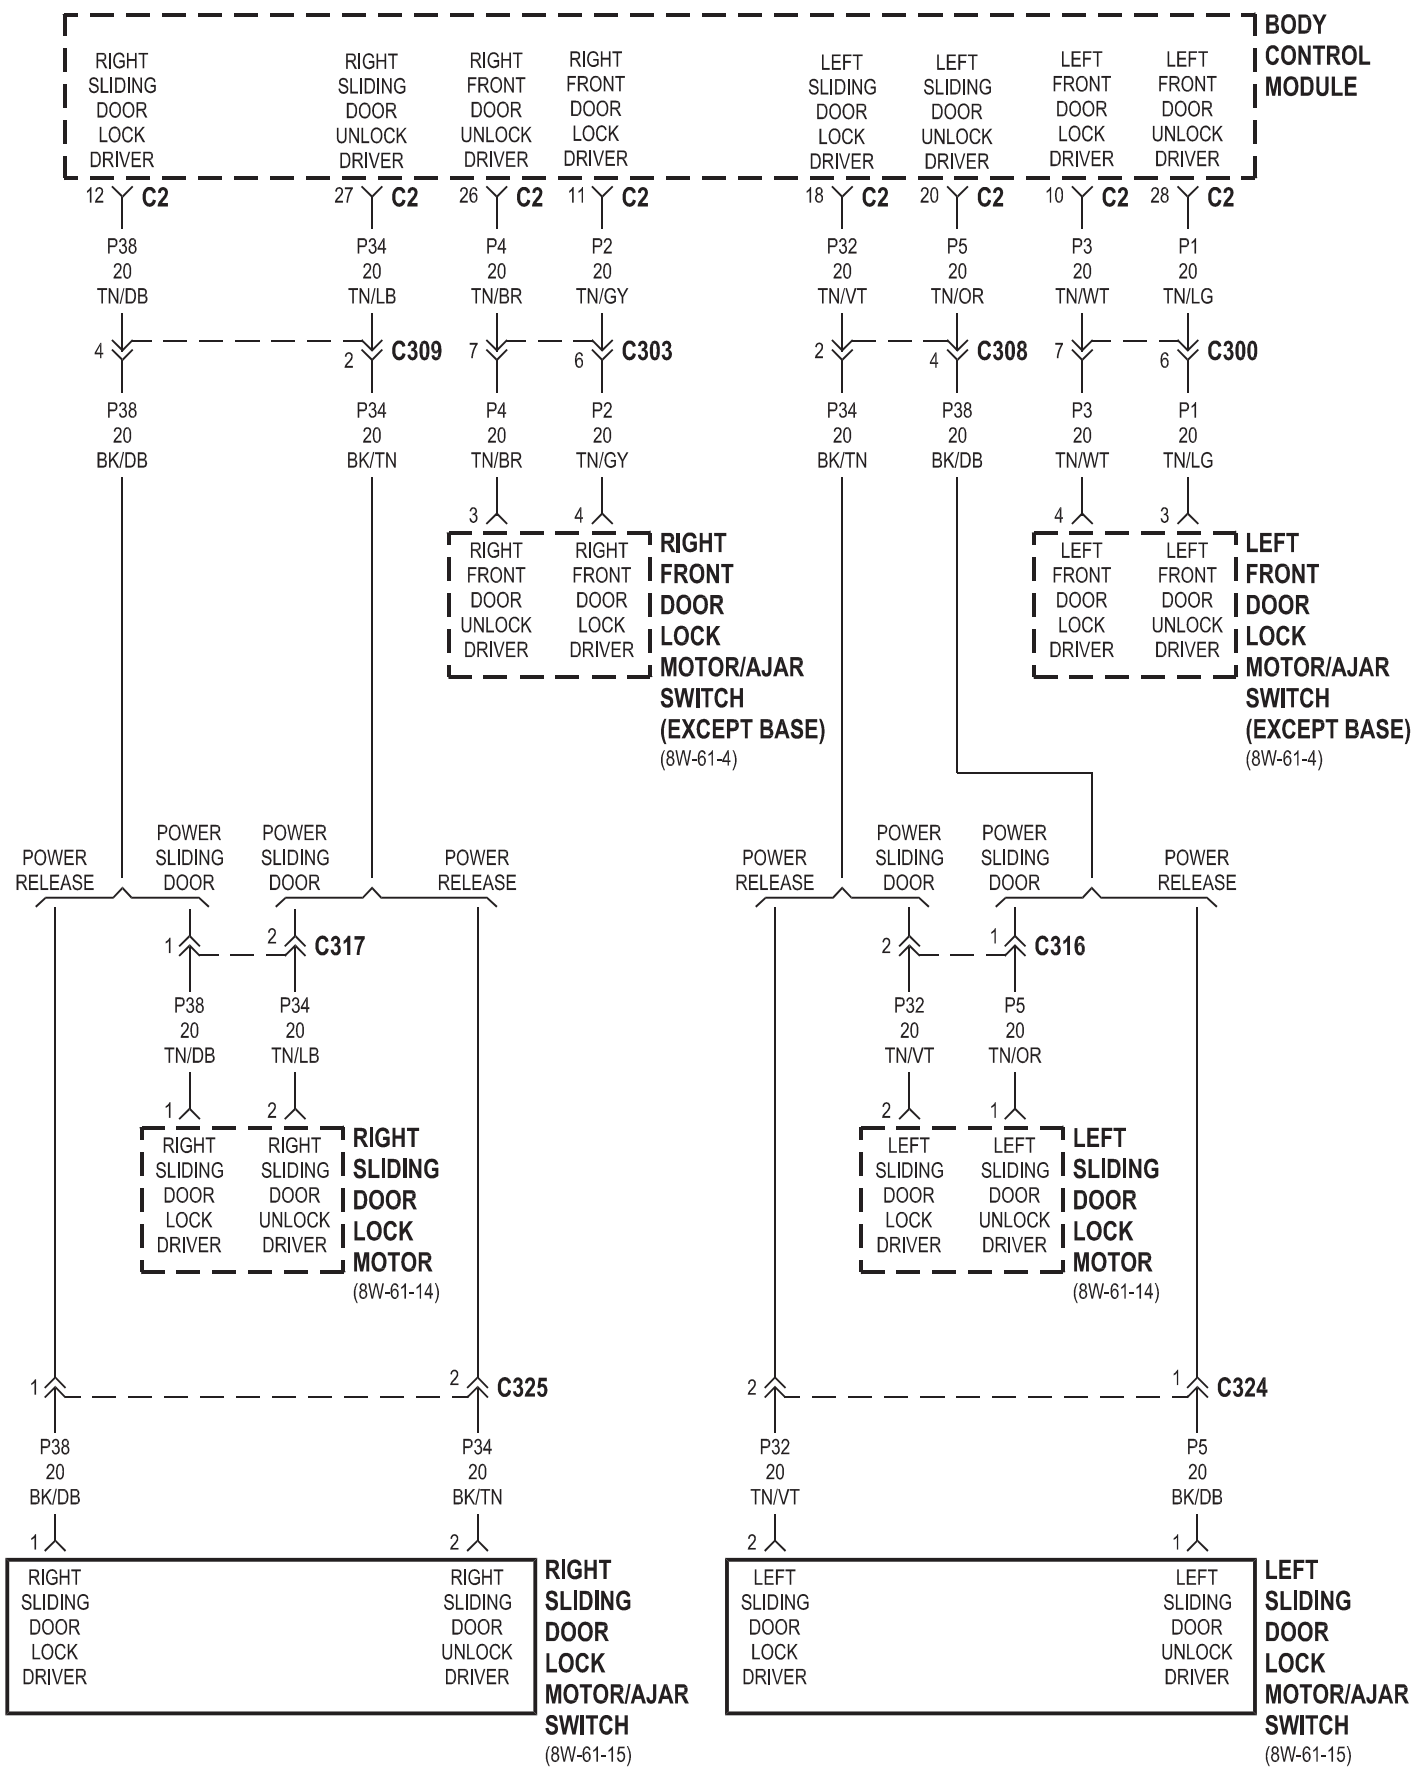 BODY
CONTROL
MODULE
RIGHT
SLIDING
DOOR
LOCK
DRIVER
RIGHT
SLIDING
DOOR
UNLOCK
DRIVER
RIGHT
FRONT
DOOR
UNLOCK
DRIVER
RIGHT
FRONT
DOOR
LOCK
DRIVER
LEFT
SLIDING
DOOR
LOCK
DRIVER
LEFT
SLIDING
DOOR
UNLOCK
DRIVER
LEFT
FRONT
DOOR
LOCK
DRIVER
LEFT
FRONT
DOOR
UNLOCK
DRIVER
12 C2 27 C2 26 C2 11 C2 18 C2 20 C2 10 C2 28 C2
P38 P34 P4 P2 P32 P5 P3 P1
20 20 20 20 20 20 20 20
TN/DB TN/LB TN/BR TN/GY TN/VT TN/OR TN/WT TN/LG
4 2 C309 7 6 C303 2 4 C308 7 6 C300
P38 P34 P4 P2 P34 P38 P3 P1
20 20 20 20 20 20 20 20
BK/DB BK/TN TN/BR TN/GY BK/TN BK/DB TN/WT TN/LG
3 4 4 3
RIGHT
FRONT
DOOR
UNLOCK
DRIVER
RIGHT
FRONT
DOOR
LOCK
DRIVER
RIGHT
FRONT
DOOR
LOCK
MOTOR/AJAR
SWITCH
(EXCEPT BASE)
(8W-61-4)
LEFT
FRONT
DOOR
LOCK
DRIVER
LEFT
FRONT
DOOR
UNLOCK
DRIVER
LEFT
FRONT
DOOR
LOCK
MOTOR/AJAR
SWITCH
(EXCEPT BASE)
(8W-61-4)
POWER
RELEASE
POWER
SLIDING
DOOR
POWER
SLIDING
DOOR
POWER
RELEASE
POWER
RELEASE
POWER
SLIDING
DOOR
POWER
SLIDING
DOOR
POWER
RELEASE
1 2 C317 2 1 C316
P38 P34 P32 P5
20 20 20 20
TN/DB TN/LB TN/VT TN/OR
1 2 2 1
RIGHT
SLIDING
DOOR
LOCK
DRIVER
RIGHT
SLIDING
DOOR
UNLOCK
DRIVER
RIGHT
SLIDING
DOOR
LOCK
MOTOR
(8W-61-14)
LEFT
SLIDING
DOOR
LOCK
DRIVER
LEFT
SLIDING
DOOR
UNLOCK
DRIVER
LEFT
SLIDING
DOOR
LOCK
MOTOR
(8W-61-14)
1 2 C325 2 1 C324
P38 P34 P32 P5
20 20 20 20
BK/DB BK/TN TN/VT BK/DB
1 2 2 1
RIGHT
SLIDING
DOOR
LOCK
DRIVER
RIGHT
SLIDING
DOOR
UNLOCK
DRIVER
RIGHT
SLIDING
DOOR
LOCK
MOTOR/AJAR
SWITCH
(8W-61-15)
LEFT
SLIDING
DOOR
LOCK
DRIVER
LEFT
SLIDING
DOOR
UNLOCK
DRIVER
LEFT
SLIDING
DOOR
LOCK
MOTOR/AJAR
SWITCH
(8W-61-15)